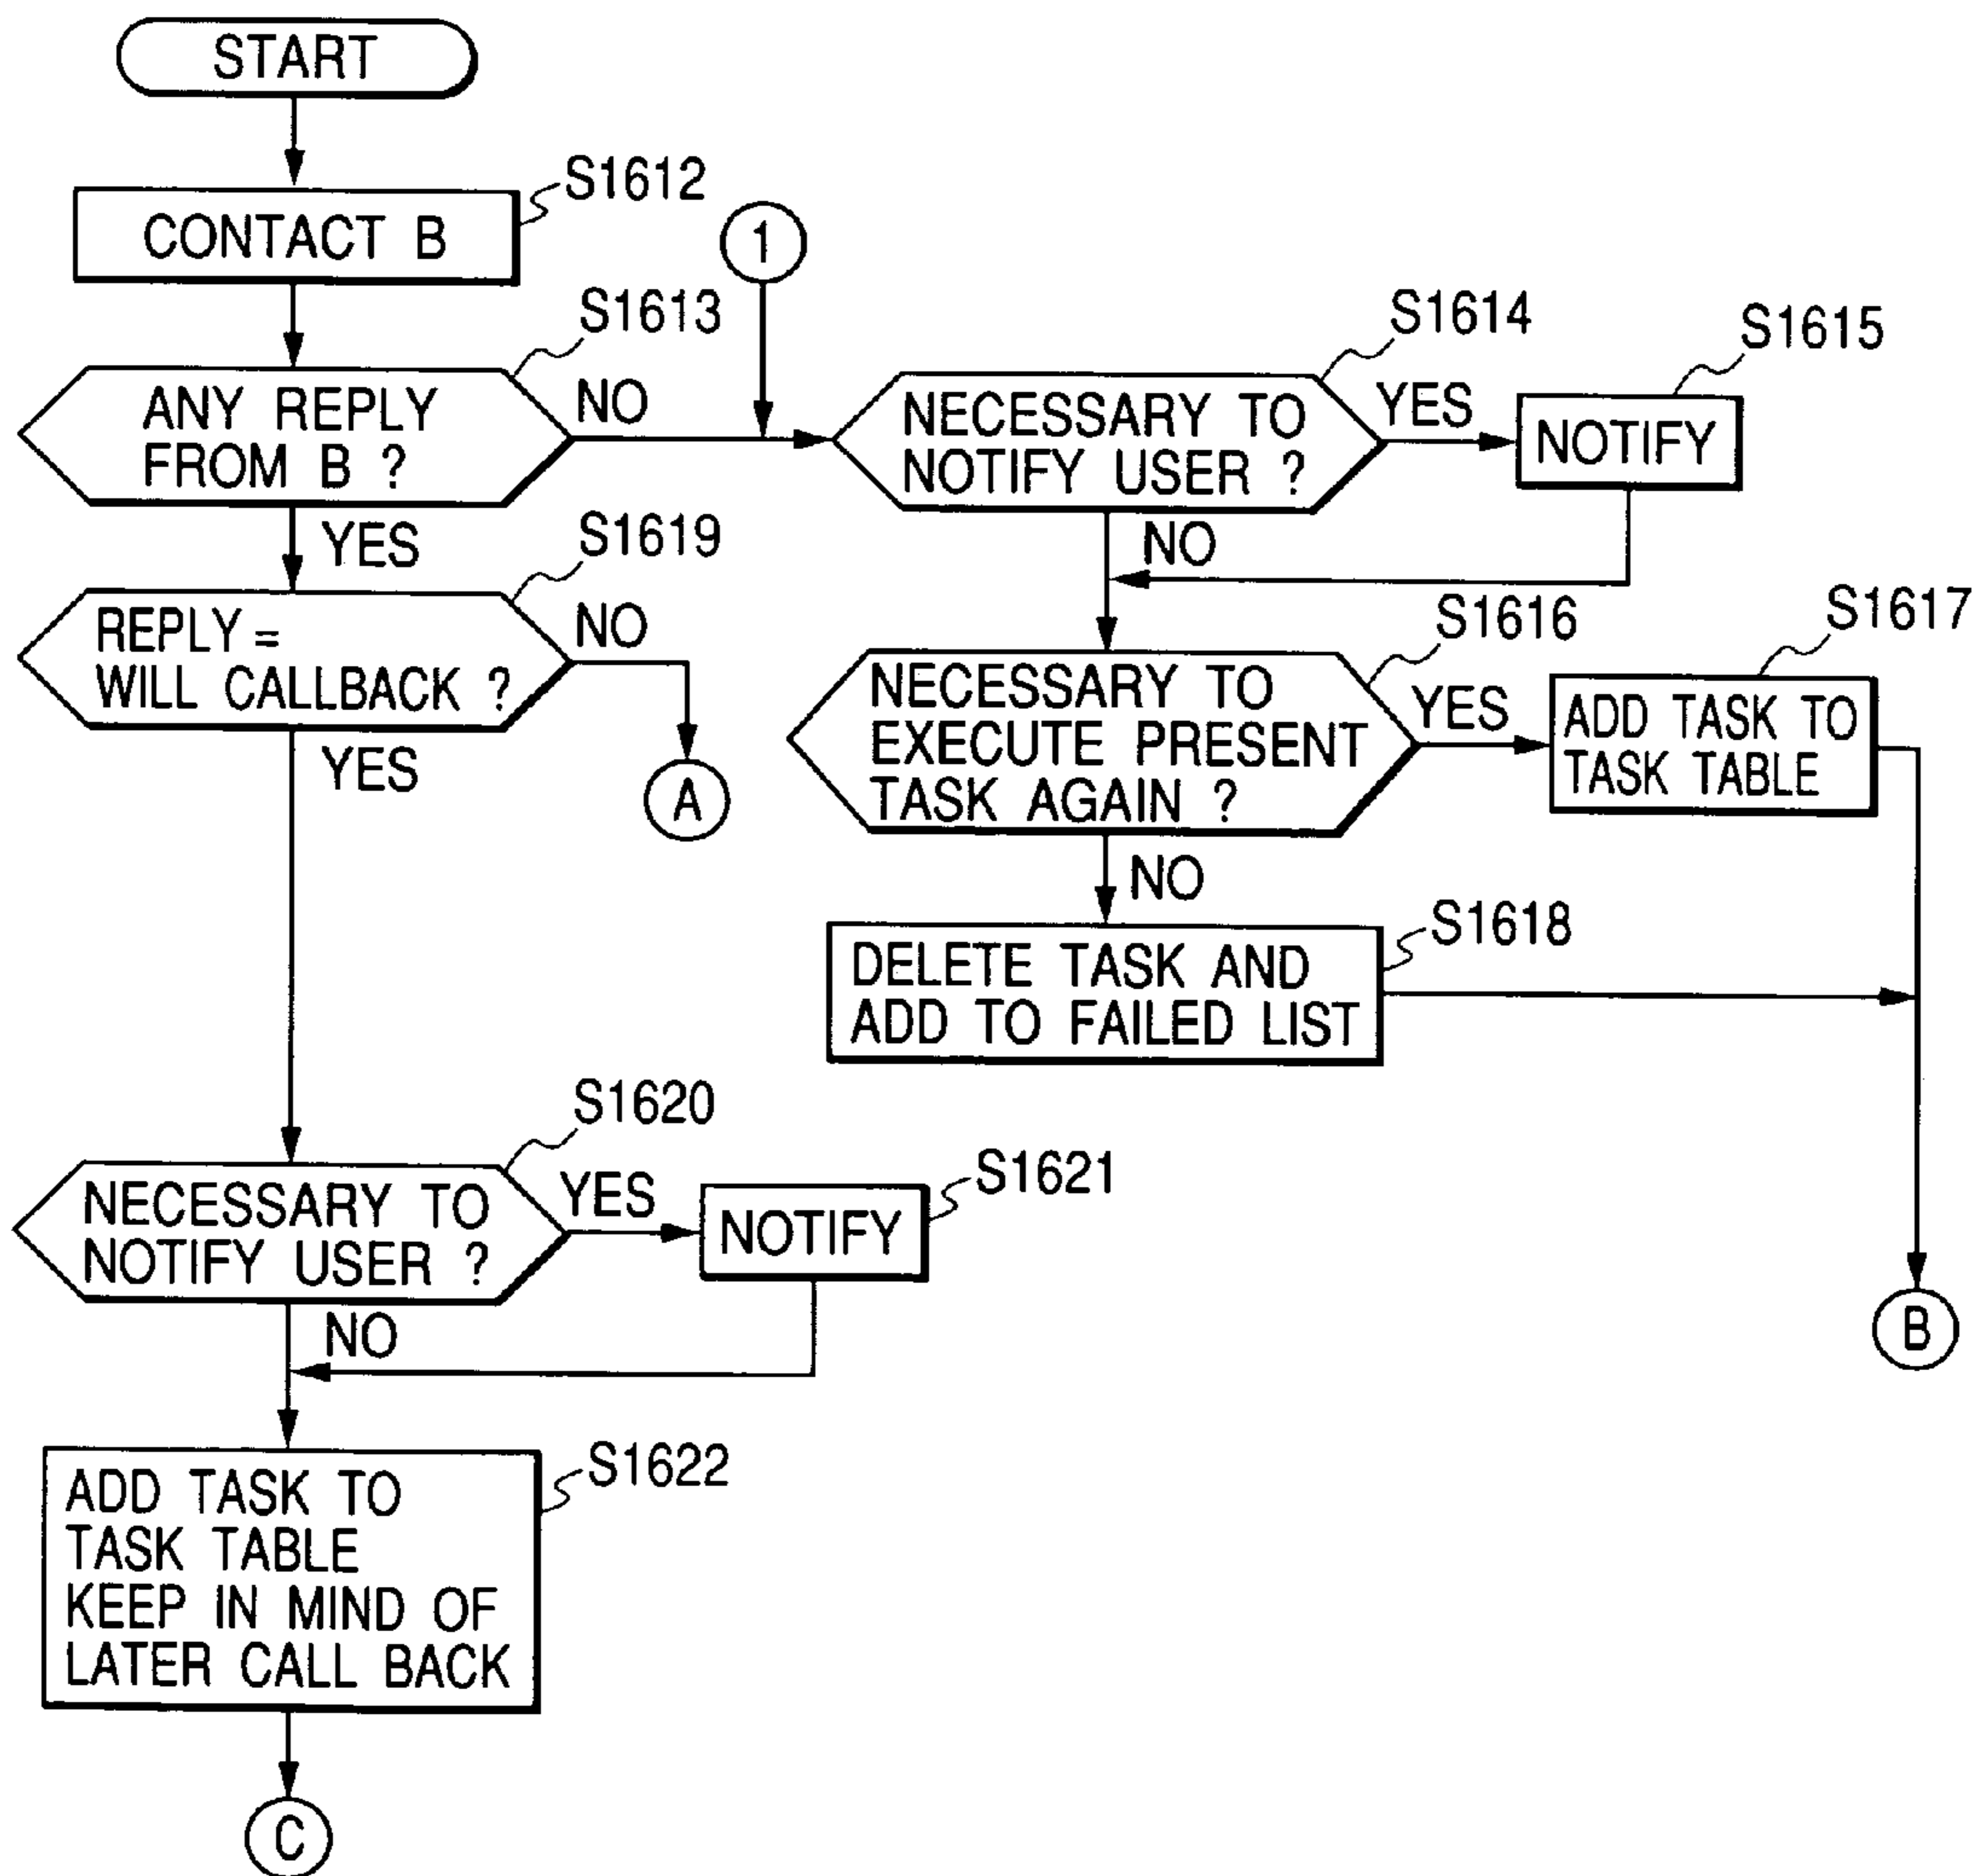 START
S1612
CONTACT B
1
S1613
ANY REPLY
FROM B ?
NO
YES
S1614
NECESSARY TO
NOTIFY USER ?
YES
NO
S1615
NOTIFY
S1619
REPLY =
WILL CALLBACK ?
NO
YES
A
S1616
NECESSARY TO
EXECUTE PRESENT
TASK AGAIN ?
YES
NO
S1617
ADD TASK TO
TASK TABLE
S1618
DELETE TASK AND
ADD TO FAILED LIST
B
S1620
NECESSARY TO
NOTIFY USER ?
YES
NO
S1621
NOTIFY
S1622
ADD TASK TO
TASK TABLE
KEEP IN MIND OF
LATER CALL BACK
C